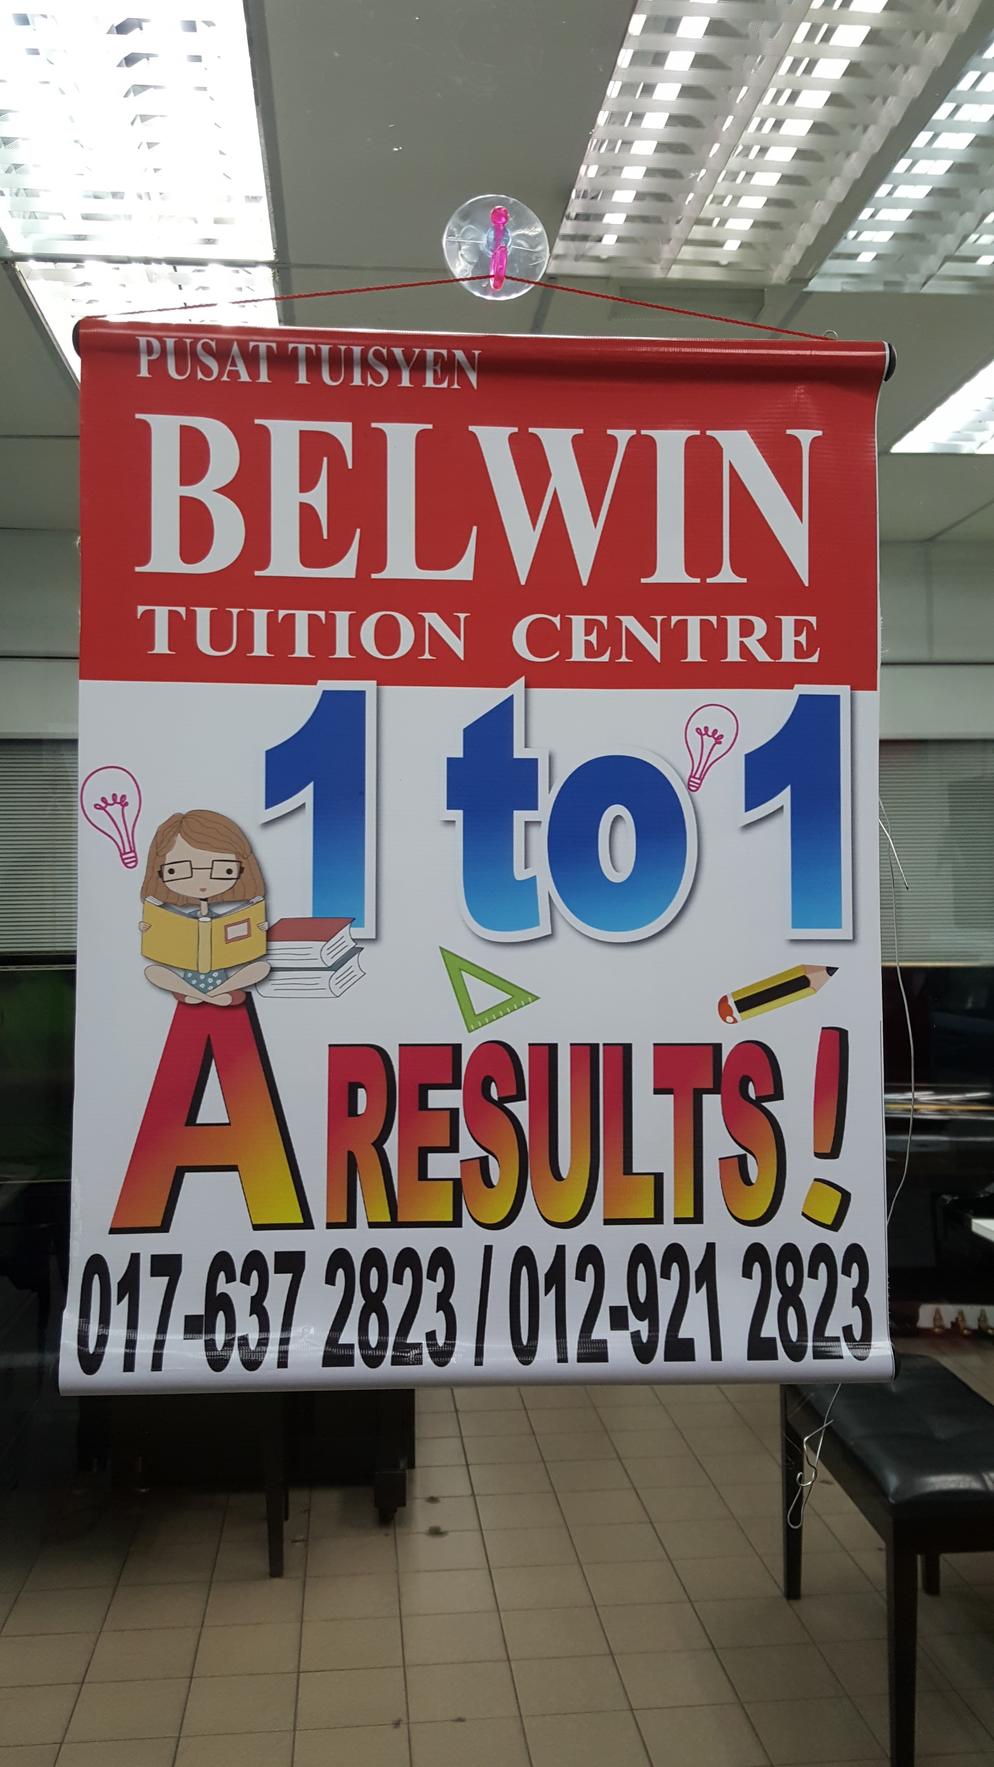 PUSAT TUISYEN
BELWIN
TUITION CENTRE
1 to 1
A RESULTS!
017-637 2823 / 012-921 2823